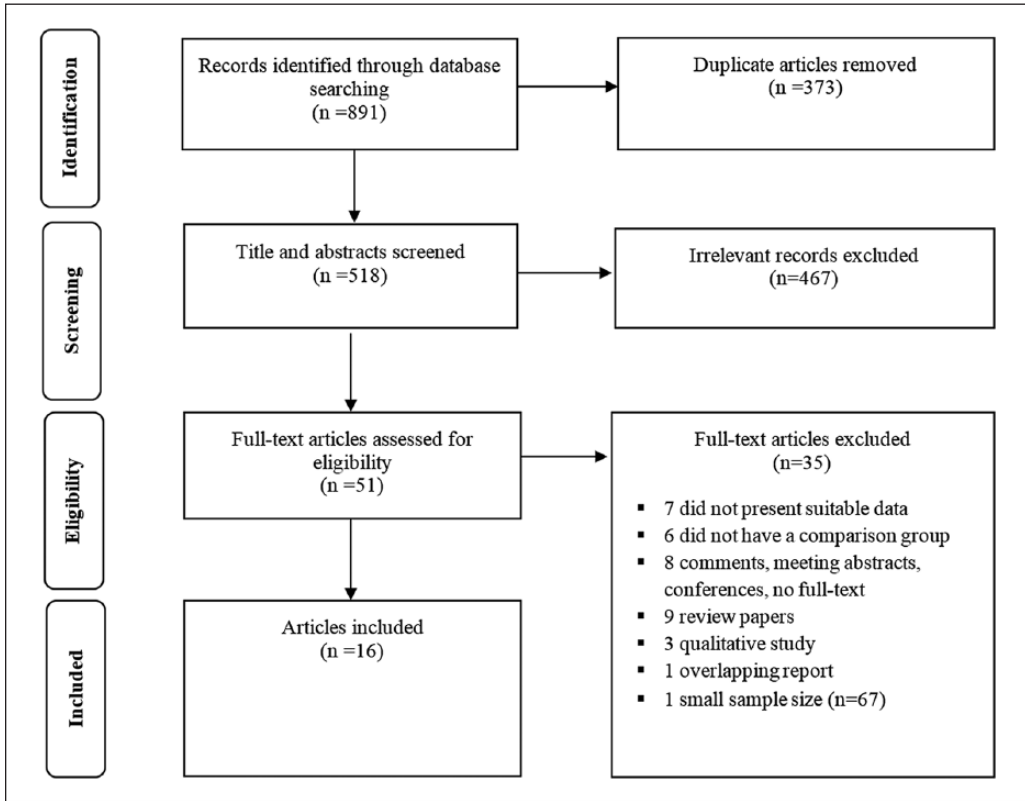 Identification
Records identified through database
searching
(n =891)
Duplicate articles removed
(n =373)
Screening
Title and abstracts screened
(n =518)
Irrelevant records excluded
(n=467)
Eligibility
Full-text articles assessed for
eligibility
(n =51)
Full-text articles excluded
(n=35)
▪ 7 did not present suitable data
▪ 6 did not have a comparison group
▪ 8 comments, meeting abstracts,
conferences, no full-text
▪ 9 review papers
▪ 3 qualitative study
▪ 1 overlapping report
▪ 1 small sample size (n=67)
Included
Articles included
(n =16)